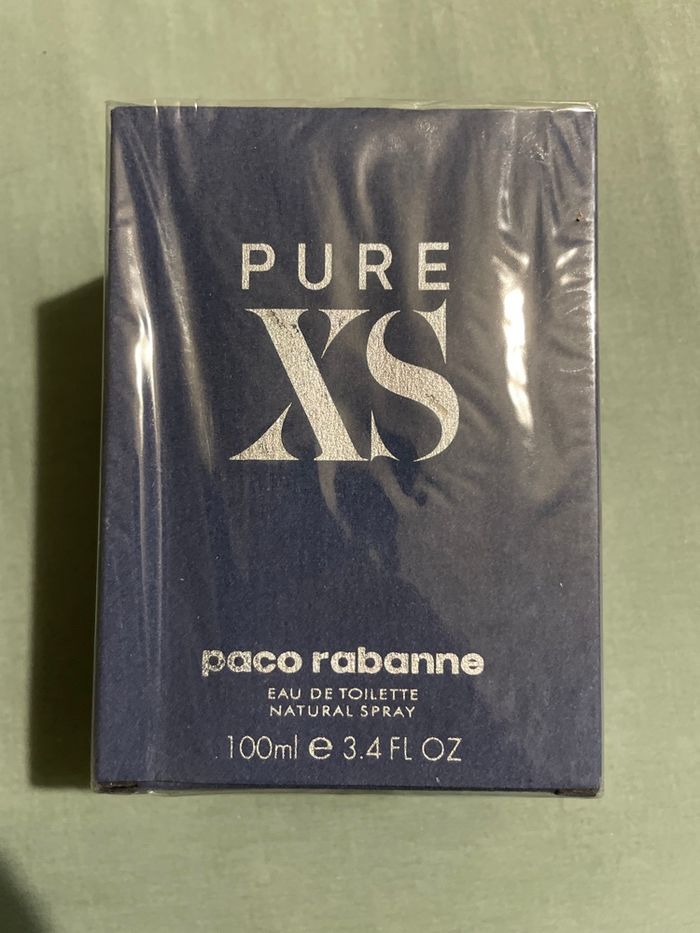 PURE
XS
paco rabanne
EAU DE TOILETTE
NATURAL SPRAY
100ml e 3.4 FL OZ